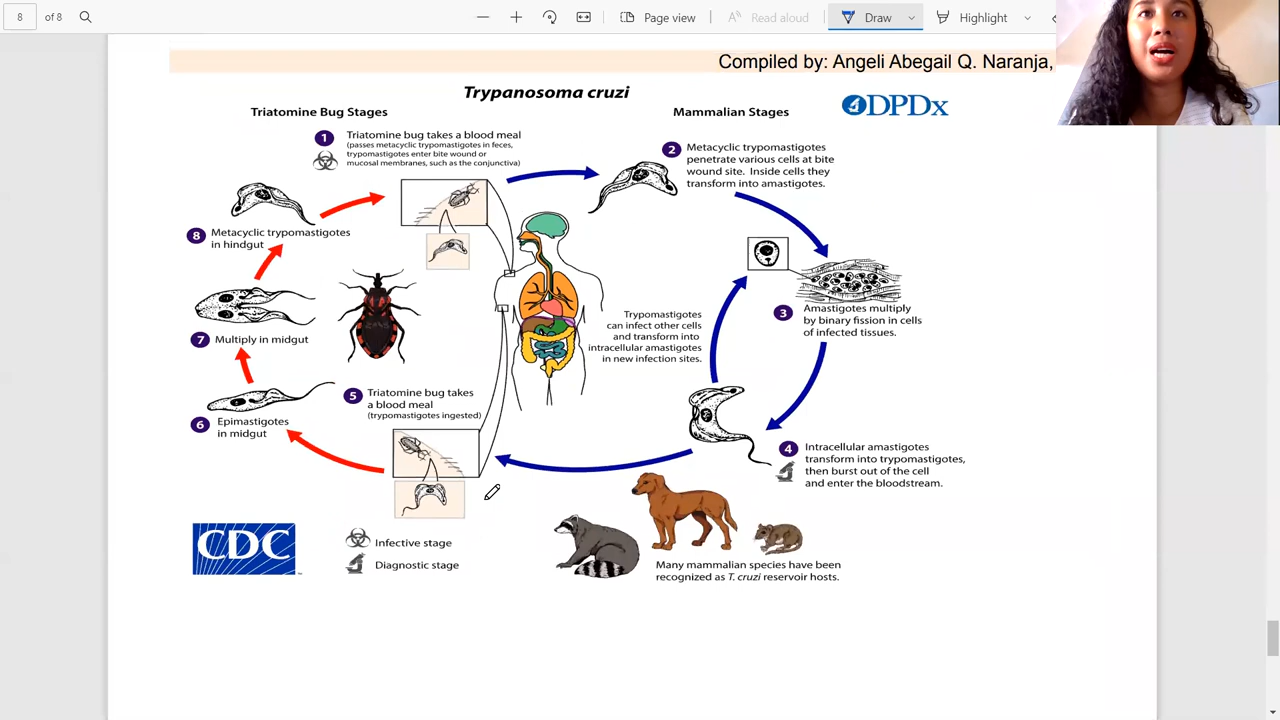 8
of 8
Page view
Read aloud
Draw
Highlight
Compiled by: Angeli Abegail Q. Naranja,
Trypanosoma cruzi
Triatomine Bug Stages
Mammalian Stages
DPDx
1
Triatomine bug takes a blood meal
(passes metacyclic trypomastigotes in feces,
trypomastigotes enter bite wound or
mucosal membranes, such as the conjunctiva)
2
Metacyclic trypomastigotes
penetrate various cells at bite
wound site. Inside cells they
transform into amastigotes.
8
Metacyclic trypomastigotes
in hindgut
3
Amastigotes multiply
by binary fission in cells
of infected tissues.
Trypomastigotes
can infect other cells
and transform into
intracellular amastigotes
in new infection sites.
7
Multiply in midgut
5
Triatomine bug takes
a blood meal
(trypomastigotes ingested)
6
Epimastigotes
in midgut
4
Intracellular amastigotes
transform into trypomastigotes,
then burst out of the cell
and enter the bloodstream.
CDC
Infective stage
Diagnostic stage
Many mammalian species have been
recognized as T. cruzi reservoir hosts.